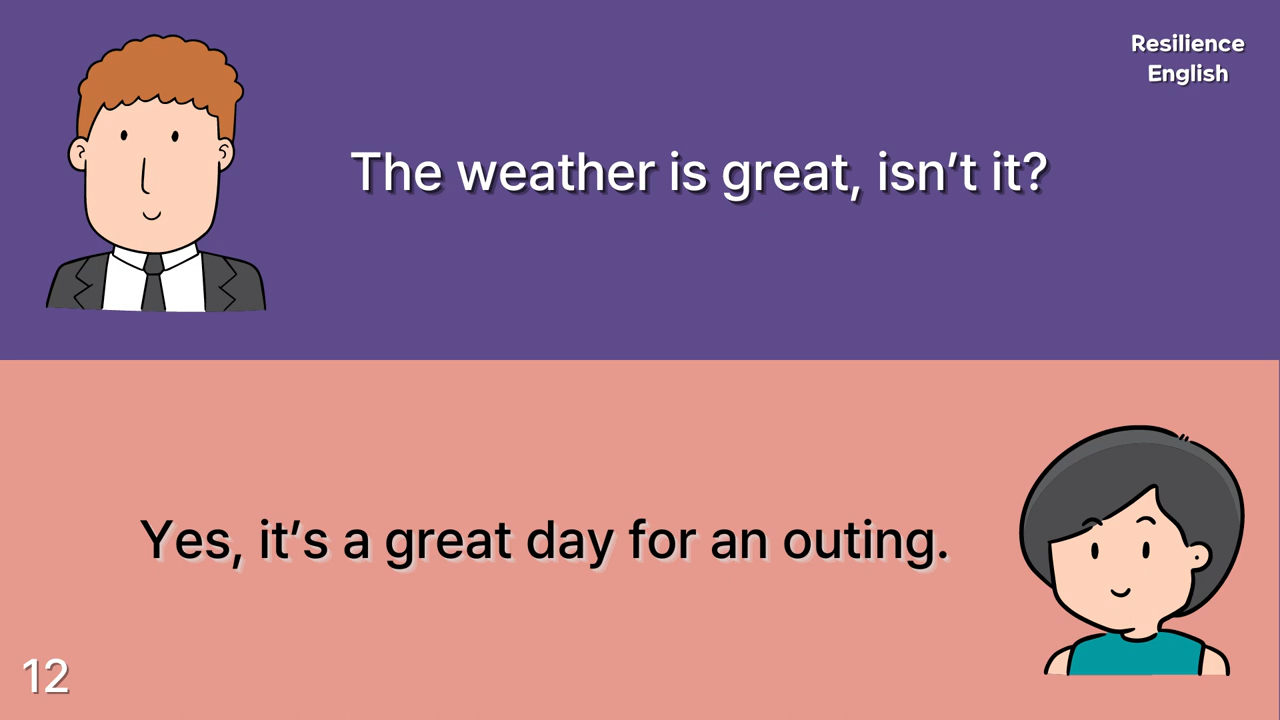 Resilience
English
The weather is great, isn’t it?
Yes, it’s a great day for an outing.
12